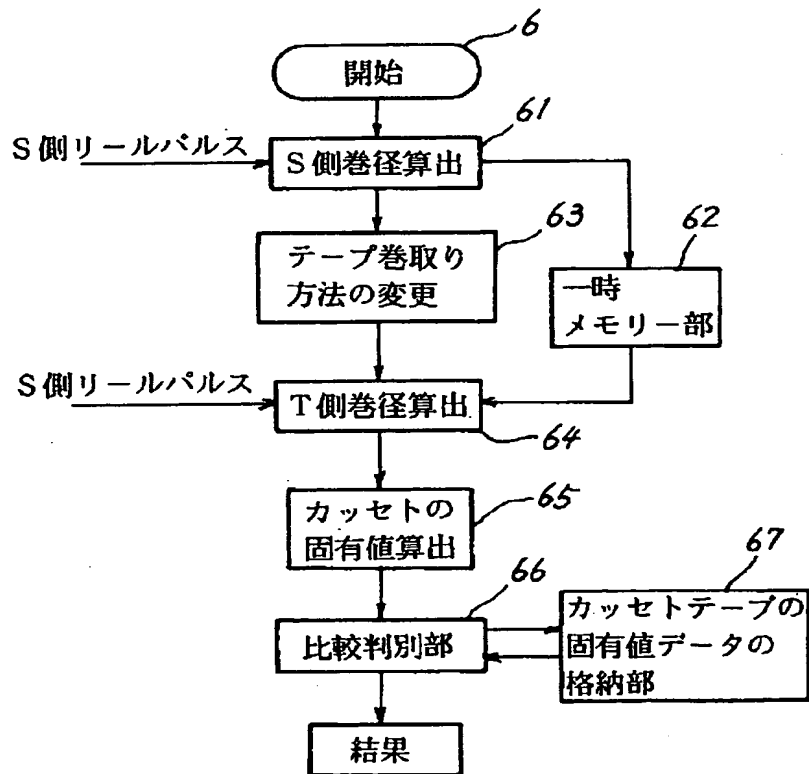 6
開始
61
S側リールパルス
S側巻径算出
63
62
テープ巻取り
方法の変更
一時
メモリー部
S側リールパルス
T側巻径算出
64
65
カッセトの
固有値算出
66
67
比較判別部
カッセトテープの
固有値データの
格納部
結果